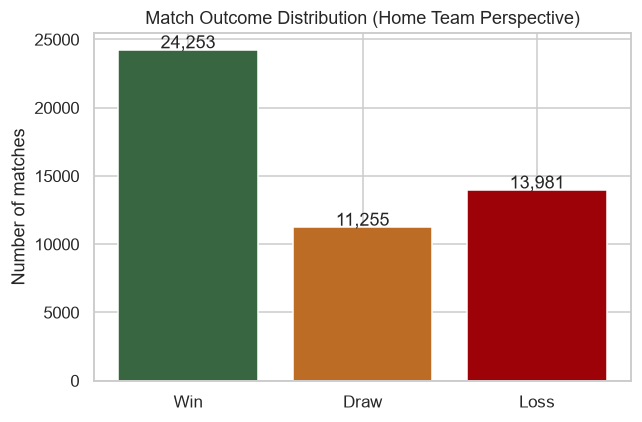 Match Outcome Distribution (Home Team Perspective)
Number of matches
25000
20000
15000
10000
5000
0
24,253
11,255
13,981
Win
Draw
Loss